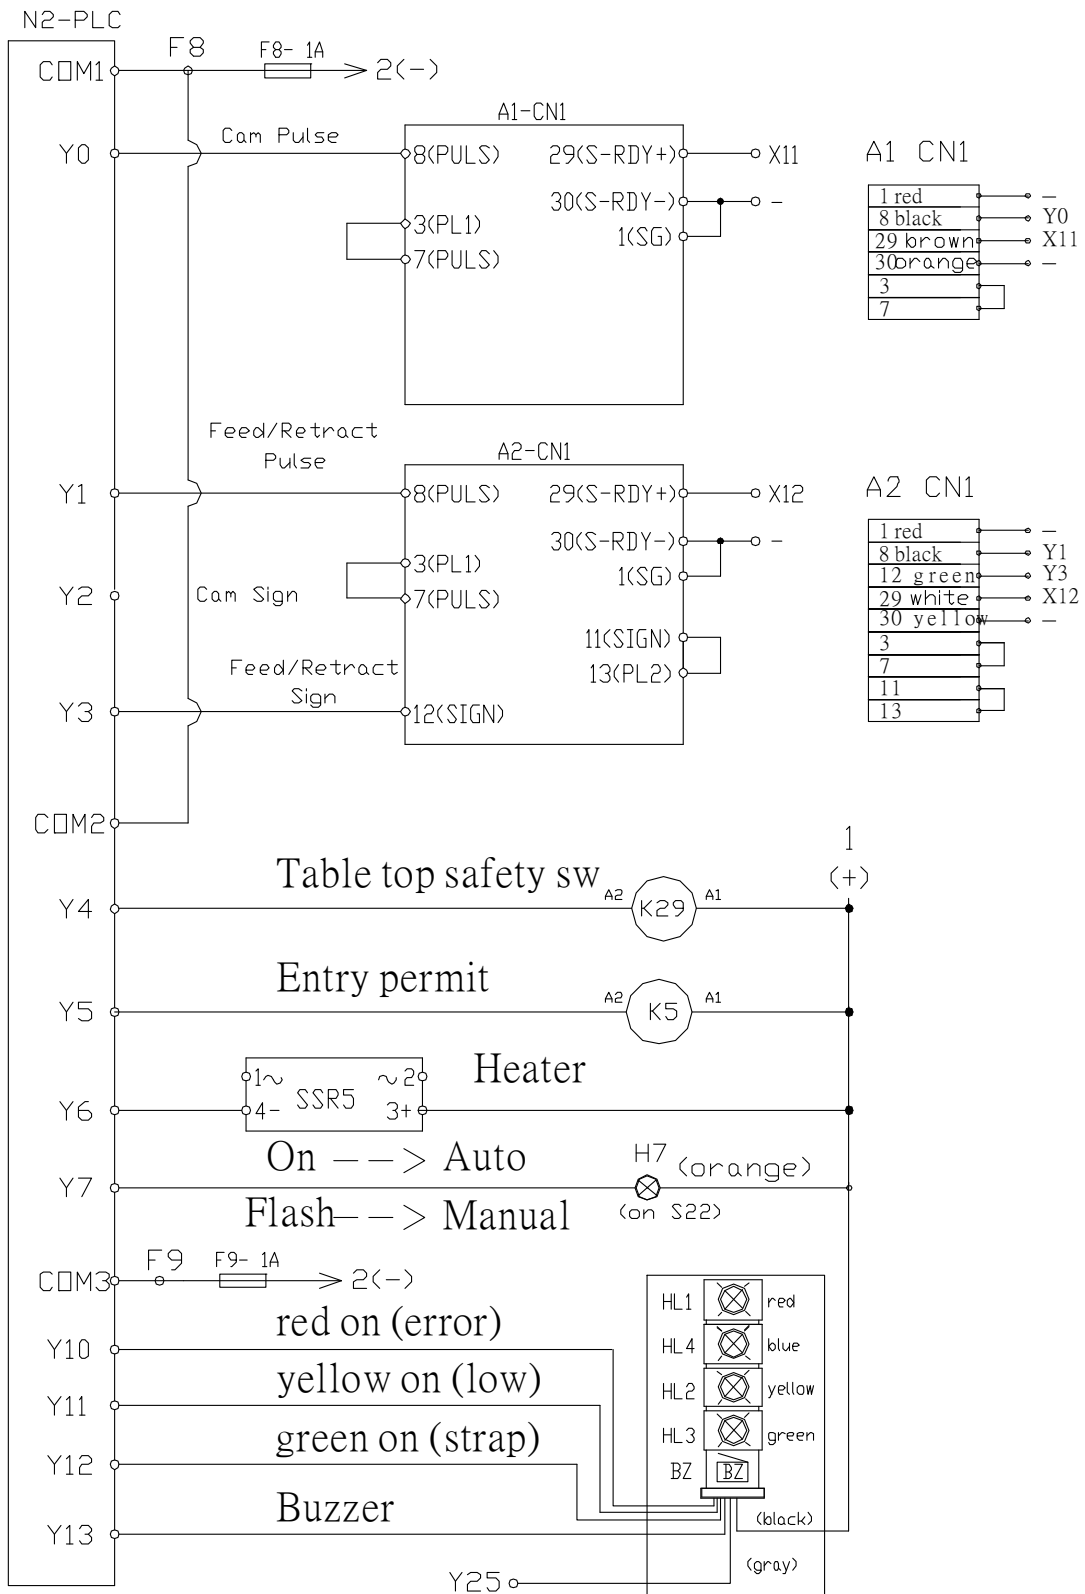 N2-PLC
F8
F8- 1A
COM1
2(-)
A1-CN1
Cam Pulse
Y0
8(PULS)
29(S-RDY+)
X11
30(S-RDY-)
-
3(PL1)
1(SG)
7(PULS)
A1 CN1
1 red
-
8 black
Y0
29 brown
X11
30orange
-
3
7
Feed/Retract
Pulse
A2-CN1
Y1
8(PULS)
29(S-RDY+)
X12
30(S-RDY-)
-
3(PL1)
1(SG)
7(PULS)
Y2
Cam Sign
11(SIGN)
13(PL2)
Feed/Retract
Sign
Y3
12(SIGN)
A2 CN1
1 red
-
8 black
Y1
12 green
Y3
29 white
X12
30 yellow
-
3
7
11
13
COM2
1
(+)
Table top safety sw
Y4
A2
K29
A1
Entry permit
Y5
A2
K5
A1
Heater
1~
~2
SSR5
Y6
4-
3+
On --> Auto
H7
(orange)
Y7
(on S22)
Flash--> Manual
F9
F9- 1A
COM3
2(-)
red on (error)
Y10
yellow on (low)
Y11
green on (strap)
Y12
Buzzer
Y13
HL1
red
HL4
blue
HL2
yellow
HL3
green
BZ
BZ
(black)
(gray)
Y25